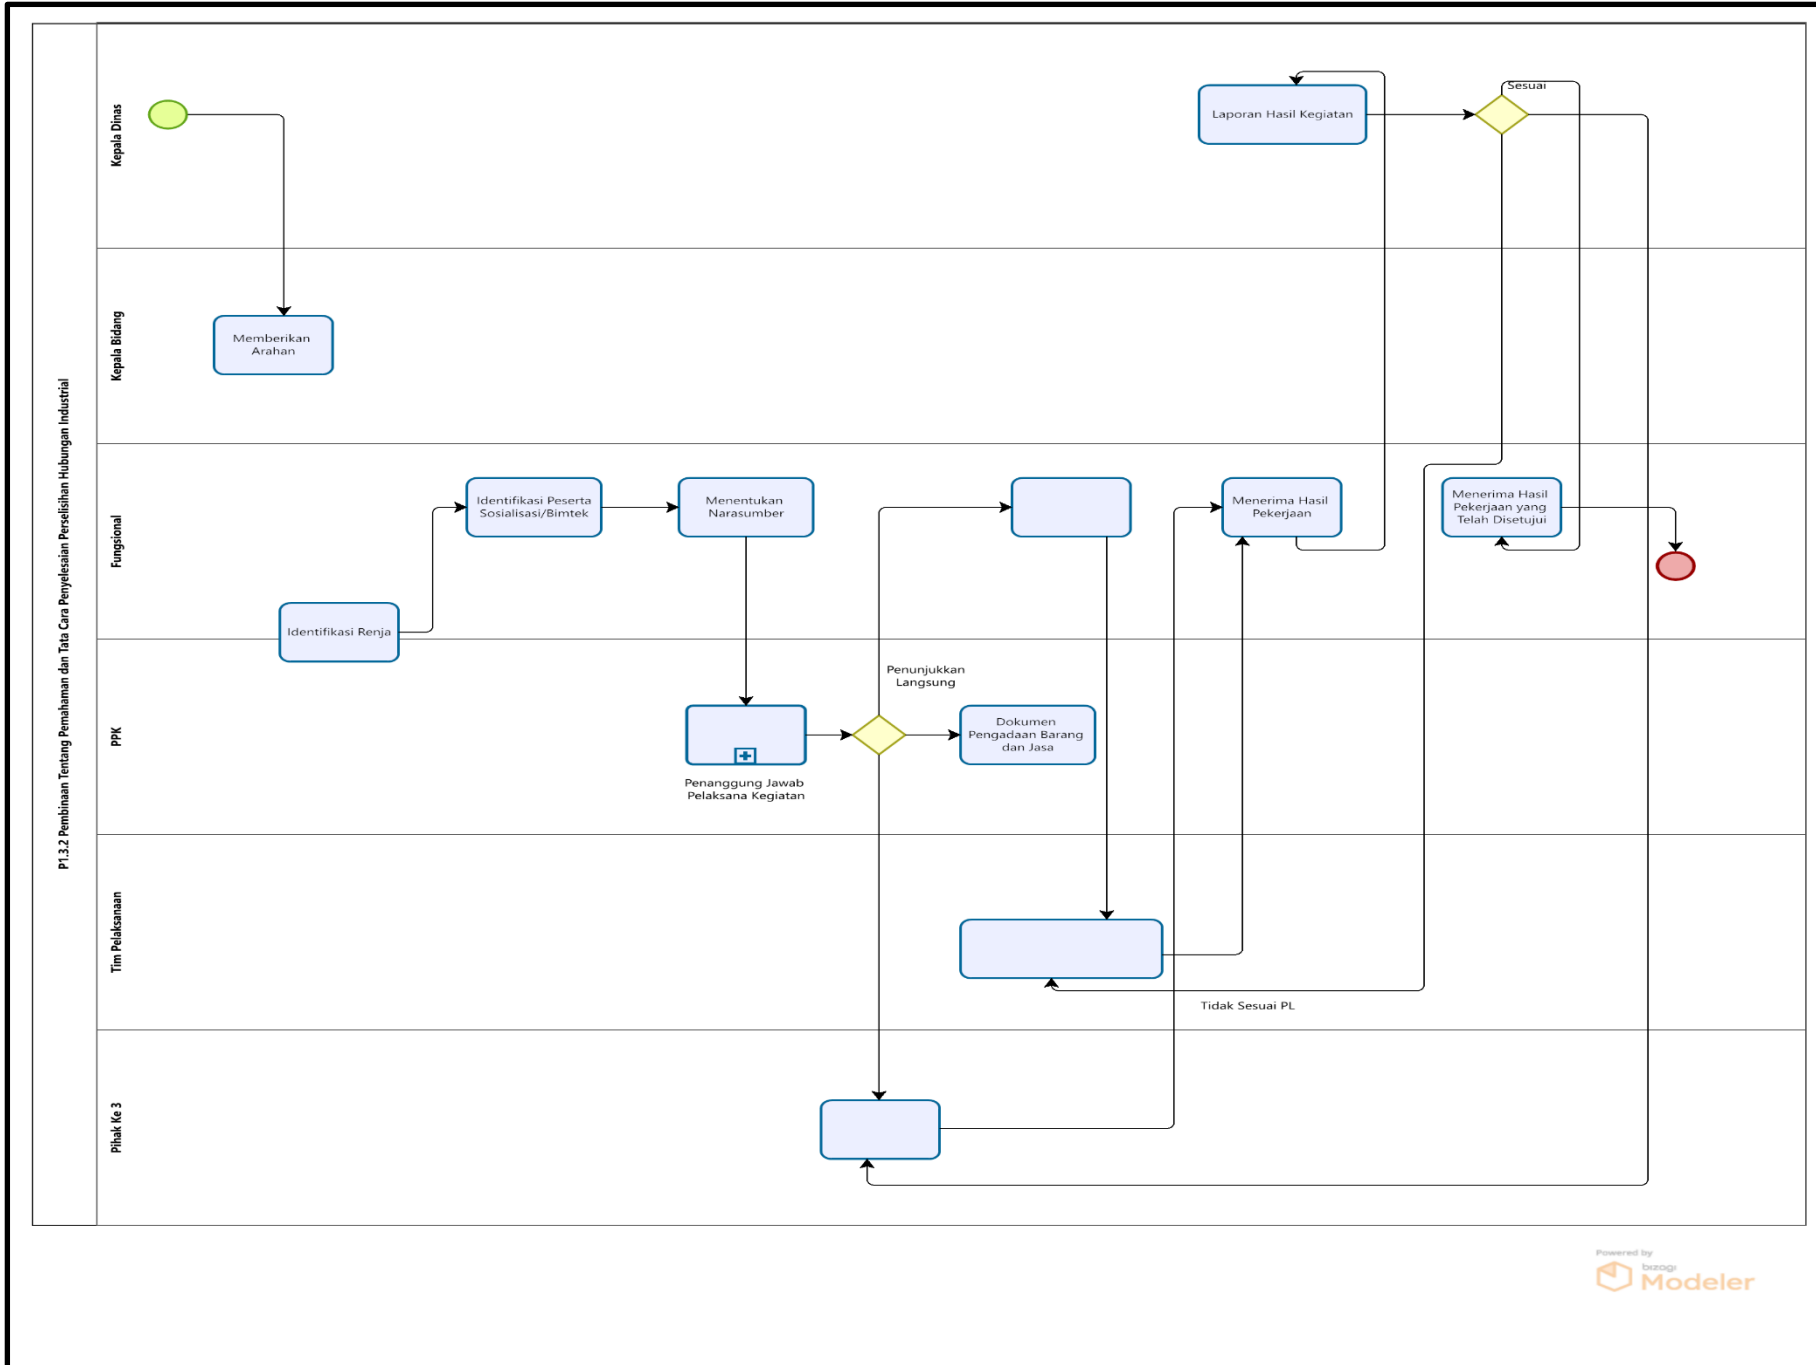 P1.3.2 Pembinaan Tentang Pemahaman dan Tata Cara Penyelesaian Perselisihan Hubungan Industrial
Kepala Dinas
Laporan Hasil Kegiatan
Sesuai
Kepala Bidang
Memberikan
Arahan
Fungsional
Identifikasi Renja
Identifikasi Peserta
Sosialisasi/Bimtek
Menentukan
Narasumber
Menerima Hasil
Pekerjaan
Menerima Hasil
Pekerjaan yang
Telah Disetujui
PPK
Penanggung Jawab
Pelaksana Kegiatan
Penunjukkan
Langsung
Dokumen
Pengadaan Barang
dan Jasa
Tim Pelaksanaan
Tidak Sesuai PL
Pihak Ke 3
Powered by
bizagi
Modeler